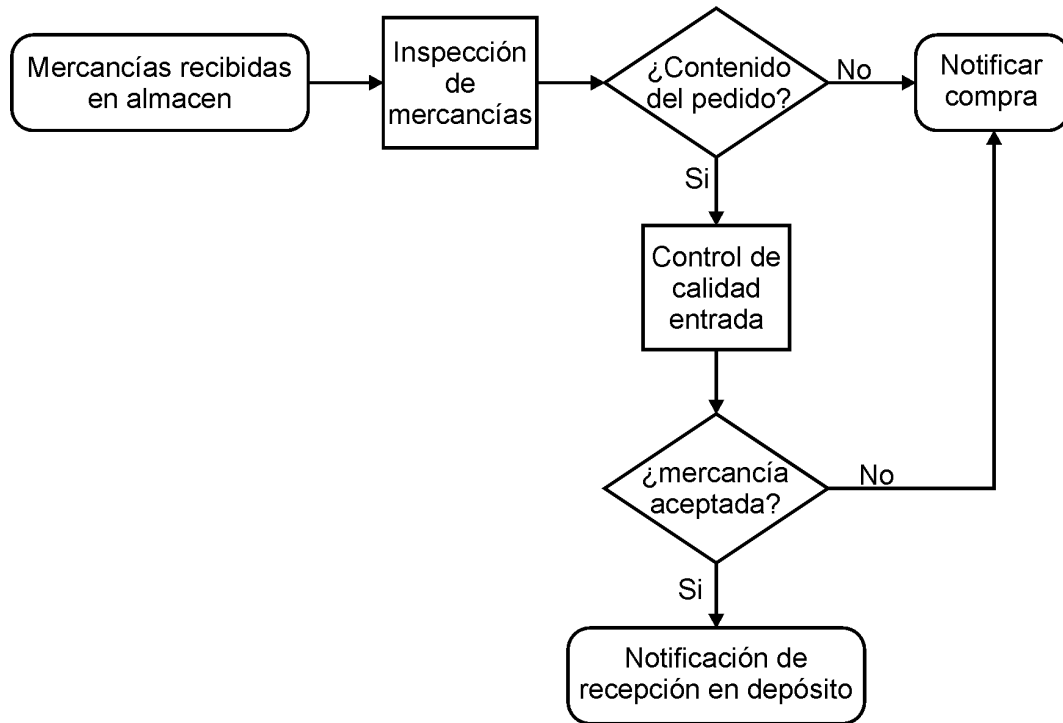 Mercancías recibidas
en almacen
Inspección
de
mercancías
¿Contenido
del pedido?
No
Notificar
compra
Si
Control de
calidad
entrada
¿mercancía
aceptada?
No
Si
Notificación de
recepción en depósito